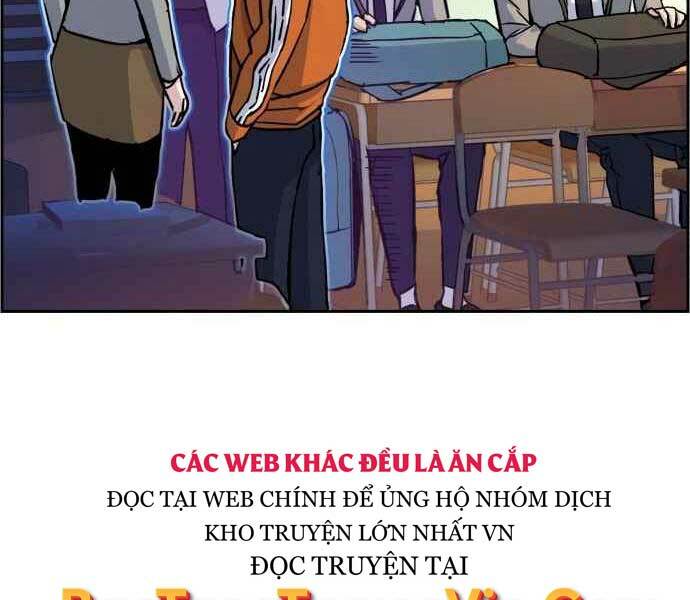 CÁC WEB KHÁC ĐỀU LÀ ĂN CẮP
ĐỌC TẠI WEB CHÍNH ĐỂ ỦNG HỘ NHÓM DỊCH
KHO TRUYỆN LỚN NHẤT VN
ĐỌC TRUYỆN TẠI